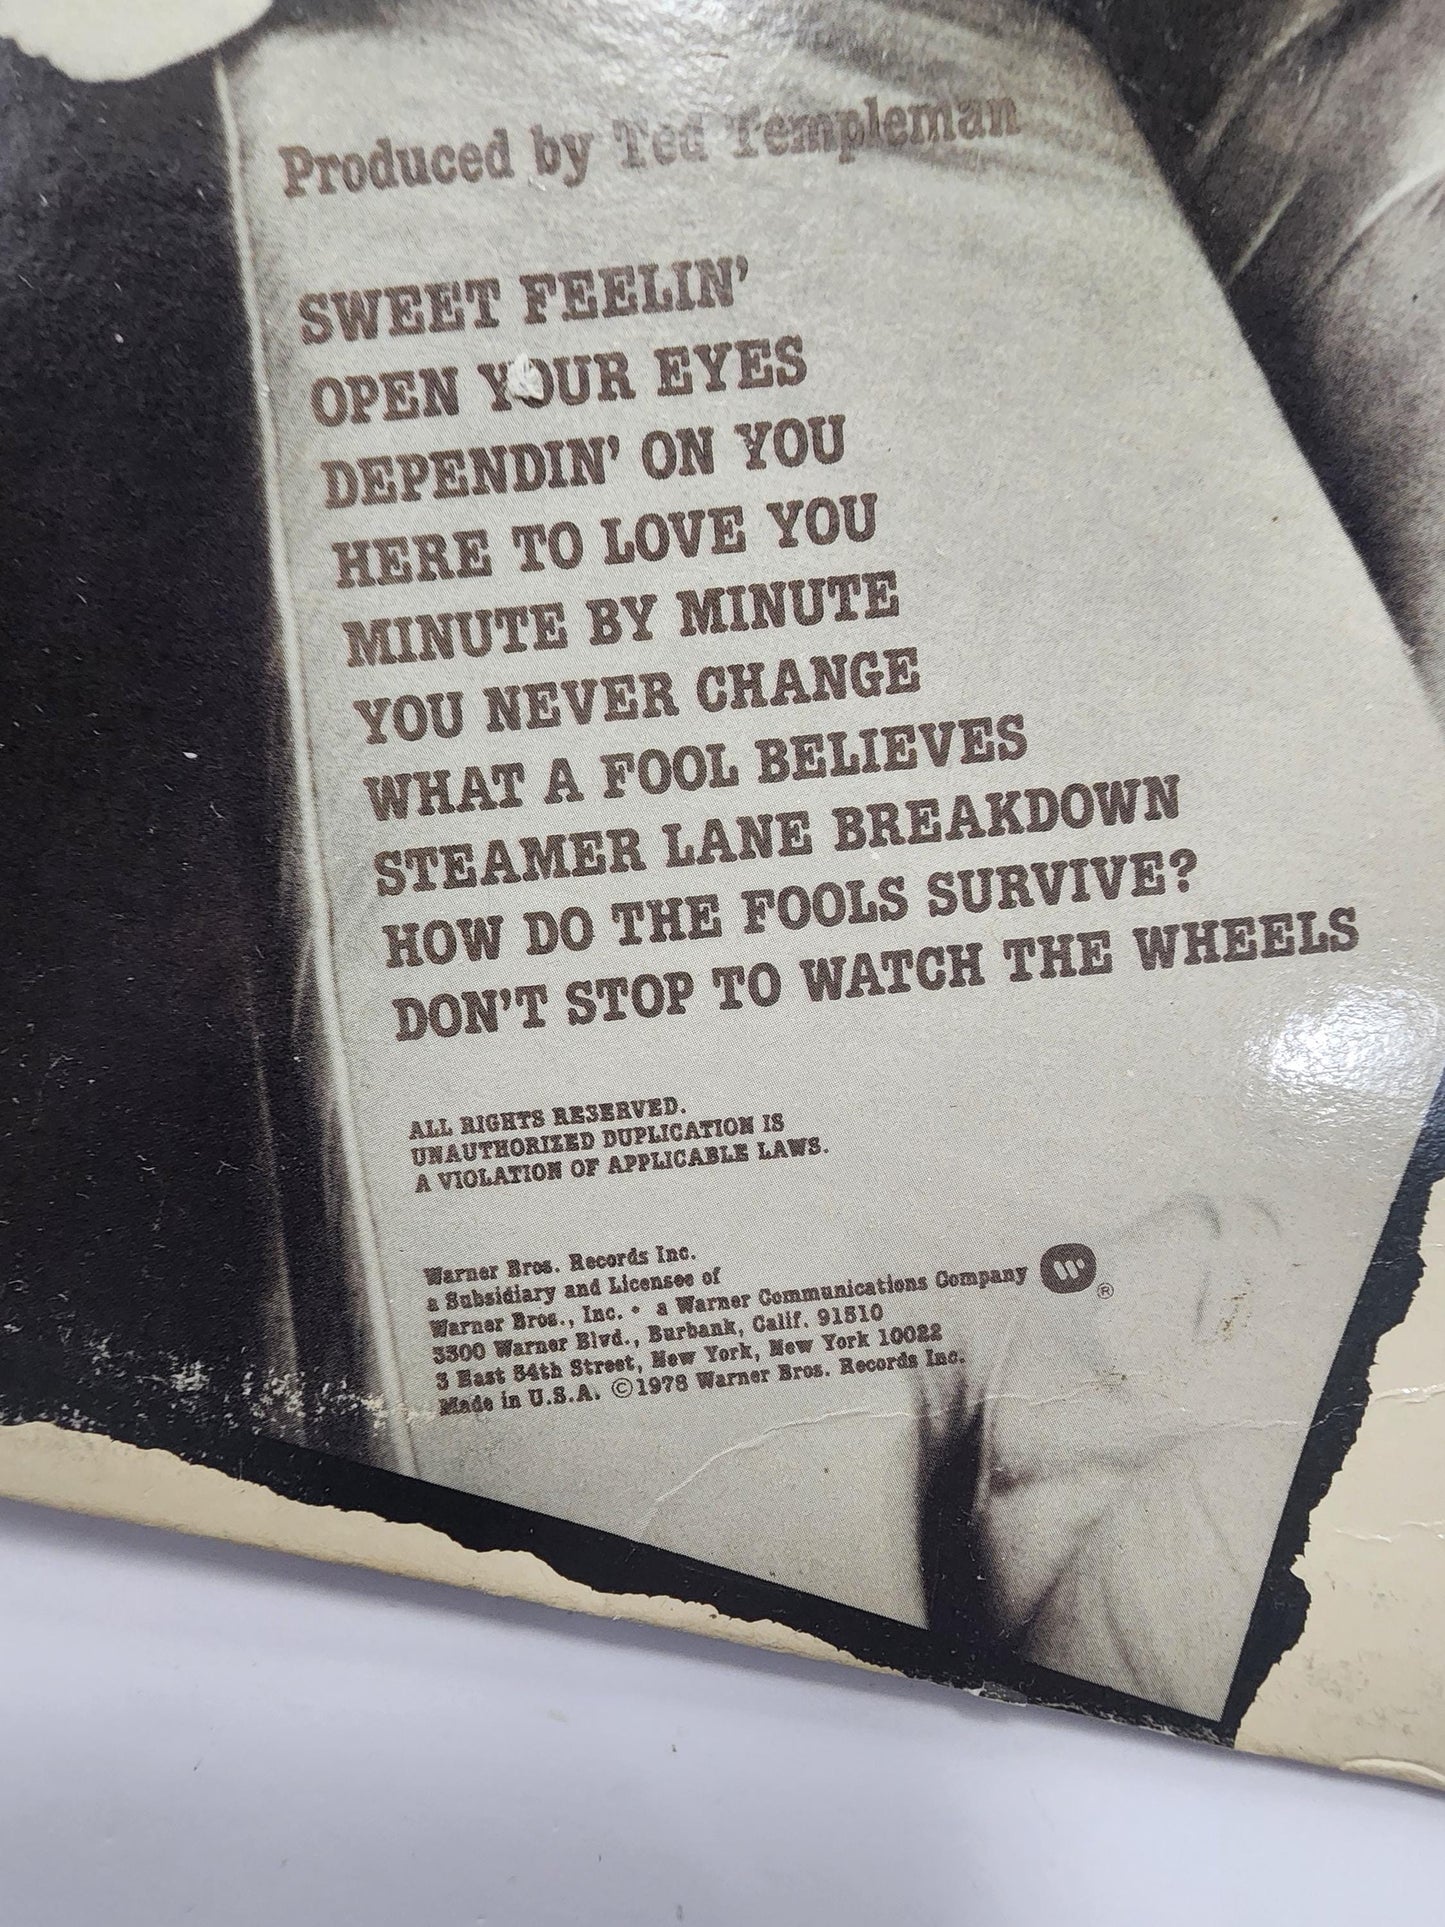 Produced by Ted Templeman
SWEET FEELIN'
OPEN YOUR EYES
DEPENDIN' ON YOU
HERE TO LOVE YOU
MINUTE BY MINUTE
YOU NEVER CHANGE
WHAT A FOOL BELIEVES
STEAMER LANE BREAKDOWN
HOW DO THE FOOLS SURVIVE?
DON'T STOP TO WATCH THE WHEELS
ALL RIGHTS RESERVED.
UNAUTHORIZED DUPLICATION IS
A VIOLATION OF APPLICABLE LAWS.
Warner Bros. Records Inc.
a Subsidiary and Licensee of
Warner Bros., Inc. • a Warner Communications Company W ®
3300 Warner Blvd., Burbank, Calif. 91510
3 East 54th Street, New York, New York 10022
Made in U.S.A. ©1978 Warner Bros. Records Inc.